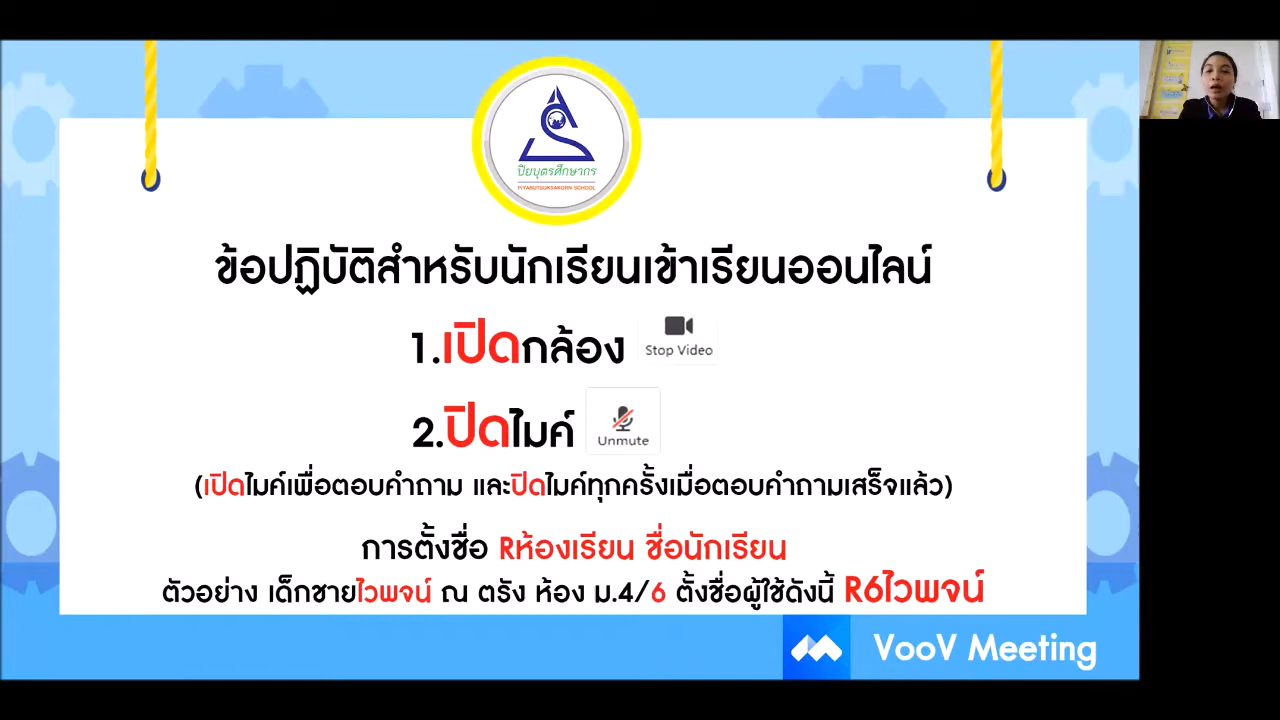 ปิยบุตรศึกษากร
PIYABUTSUKSAKORN SCHOOL
ข้อปฏิบัติสำหรับนักเรียนเข้าเรียนออนไลน์
1.เปิดกล้อง Stop Video
2.ปิดไมค์ Unmute
(เปิดไมค์เพื่อตอบคำถาม และปิดไมค์ทุกครั้งเมื่อตอบคำถามเสร็จแล้ว)
การตั้งชื่อ Rห้องเรียน ชื่อนักเรียน
ตัวอย่าง เด็กชายไวพจน์ ณ ตรัง ห้อง ม.4/6 ตั้งชื่อผู้ใช้ดังนี้ R6ไวพจน์
VooV Meeting